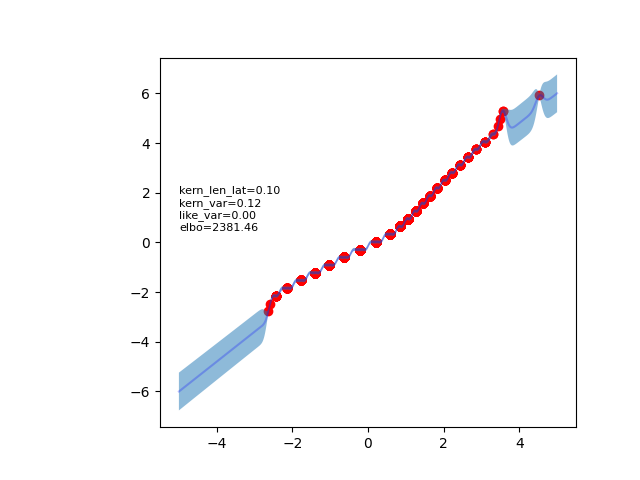 6
4
2
0
−2
−4
−6
kern_len_lat=0.10
kern_var=0.12
like_var=0.00
elbo=2381.46
−4 −2 0 2 4